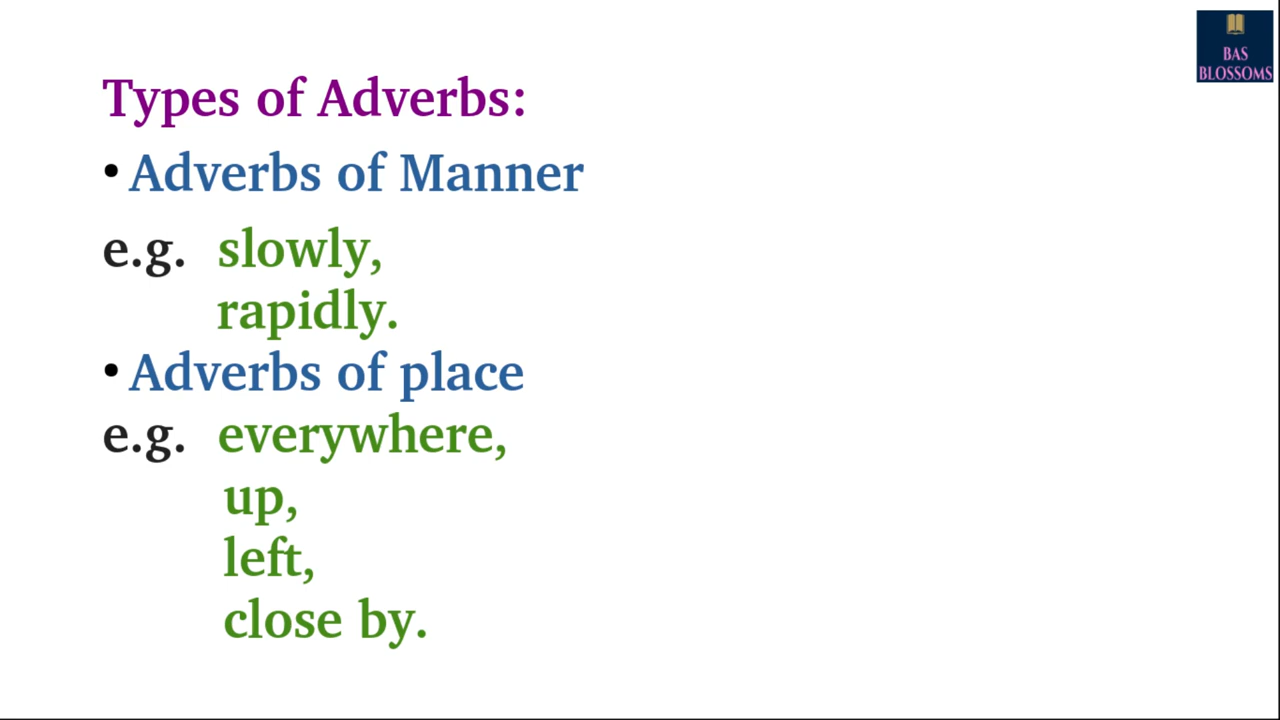 BAS
BLOSSOMS
Types of Adverbs:
• Adverbs of Manner
e.g. slowly,
rapidly.
• Adverbs of place
e.g. everywhere,
up,
left,
close by.